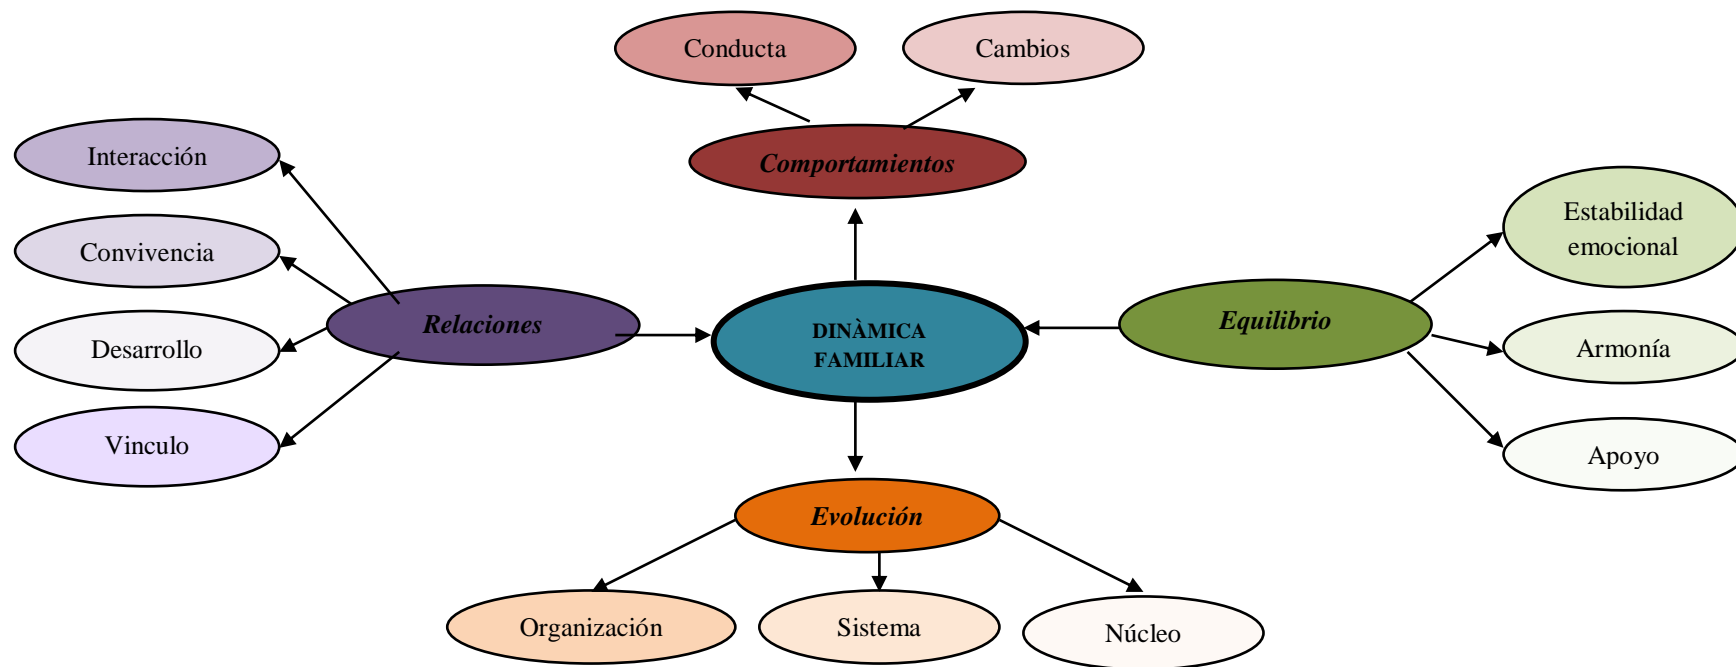 Conducta
Cambios
Comportamientos
Interacción
Convivencia
Desarrollo
Vinculo
Relaciones
DINÀMICA
FAMILIAR
Equilibrio
Estabilidad
emocional
Armonía
Apoyo
Evolución
Organización
Sistema
Núcleo